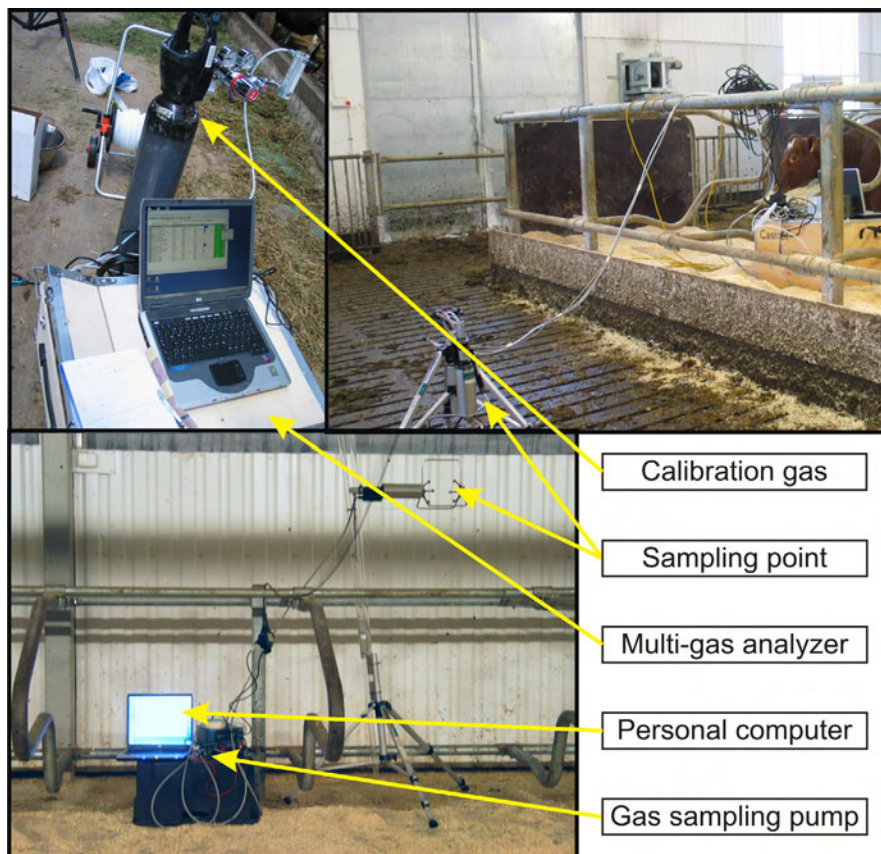 Calibration gas
Sampling point
Multi-gas analyzer
Personal computer
Gas sampling pump